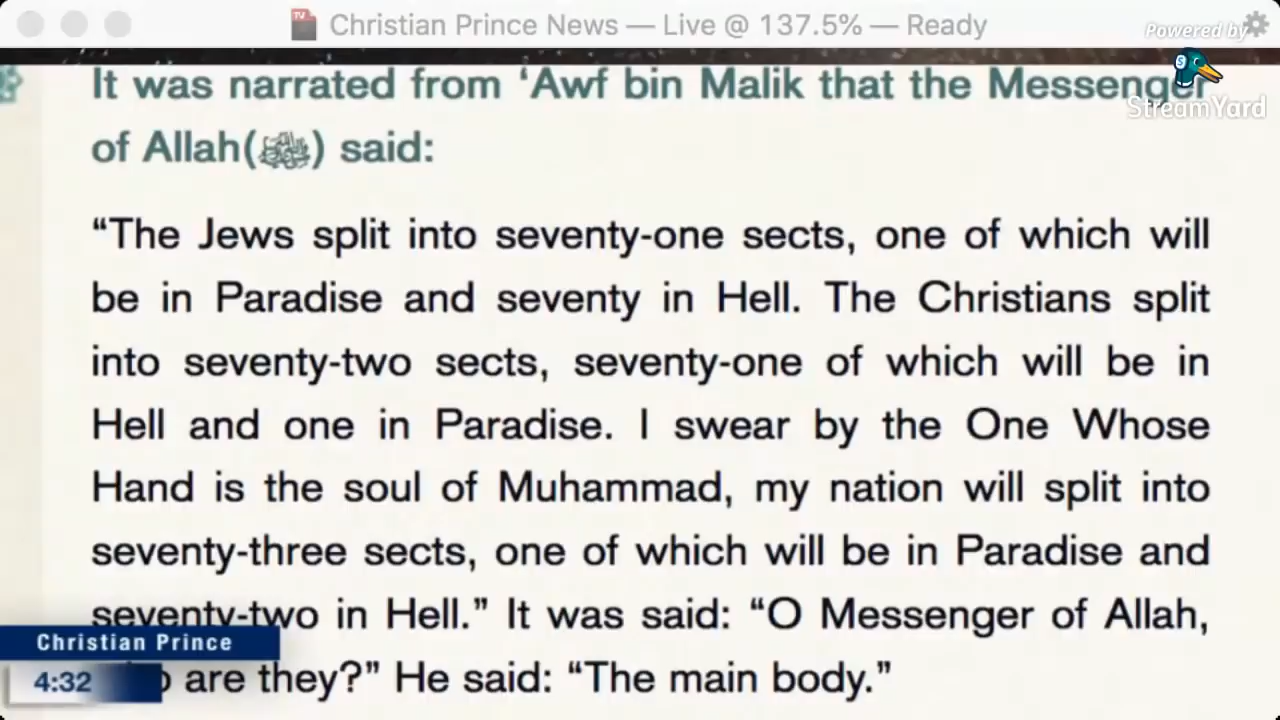 Christian Prince News — Live @ 137.5% — Ready
Powered by
StreamYard
It was narrated from ‘Awf bin Malik that the Messenger
of Allah(ﷺ) said:
“The Jews split into seventy-one sects, one of which will
be in Paradise and seventy in Hell. The Christians split
into seventy-two sects, seventy-one of which will be in
Hell and one in Paradise. I swear by the One Whose
Hand is the soul of Muhammad, my nation will split into
seventy-three sects, one of which will be in Paradise and
seventy-two in Hell.” It was said: “O Messenger of Allah,
are they?” He said: “The main body.”
Christian Prince
4:32